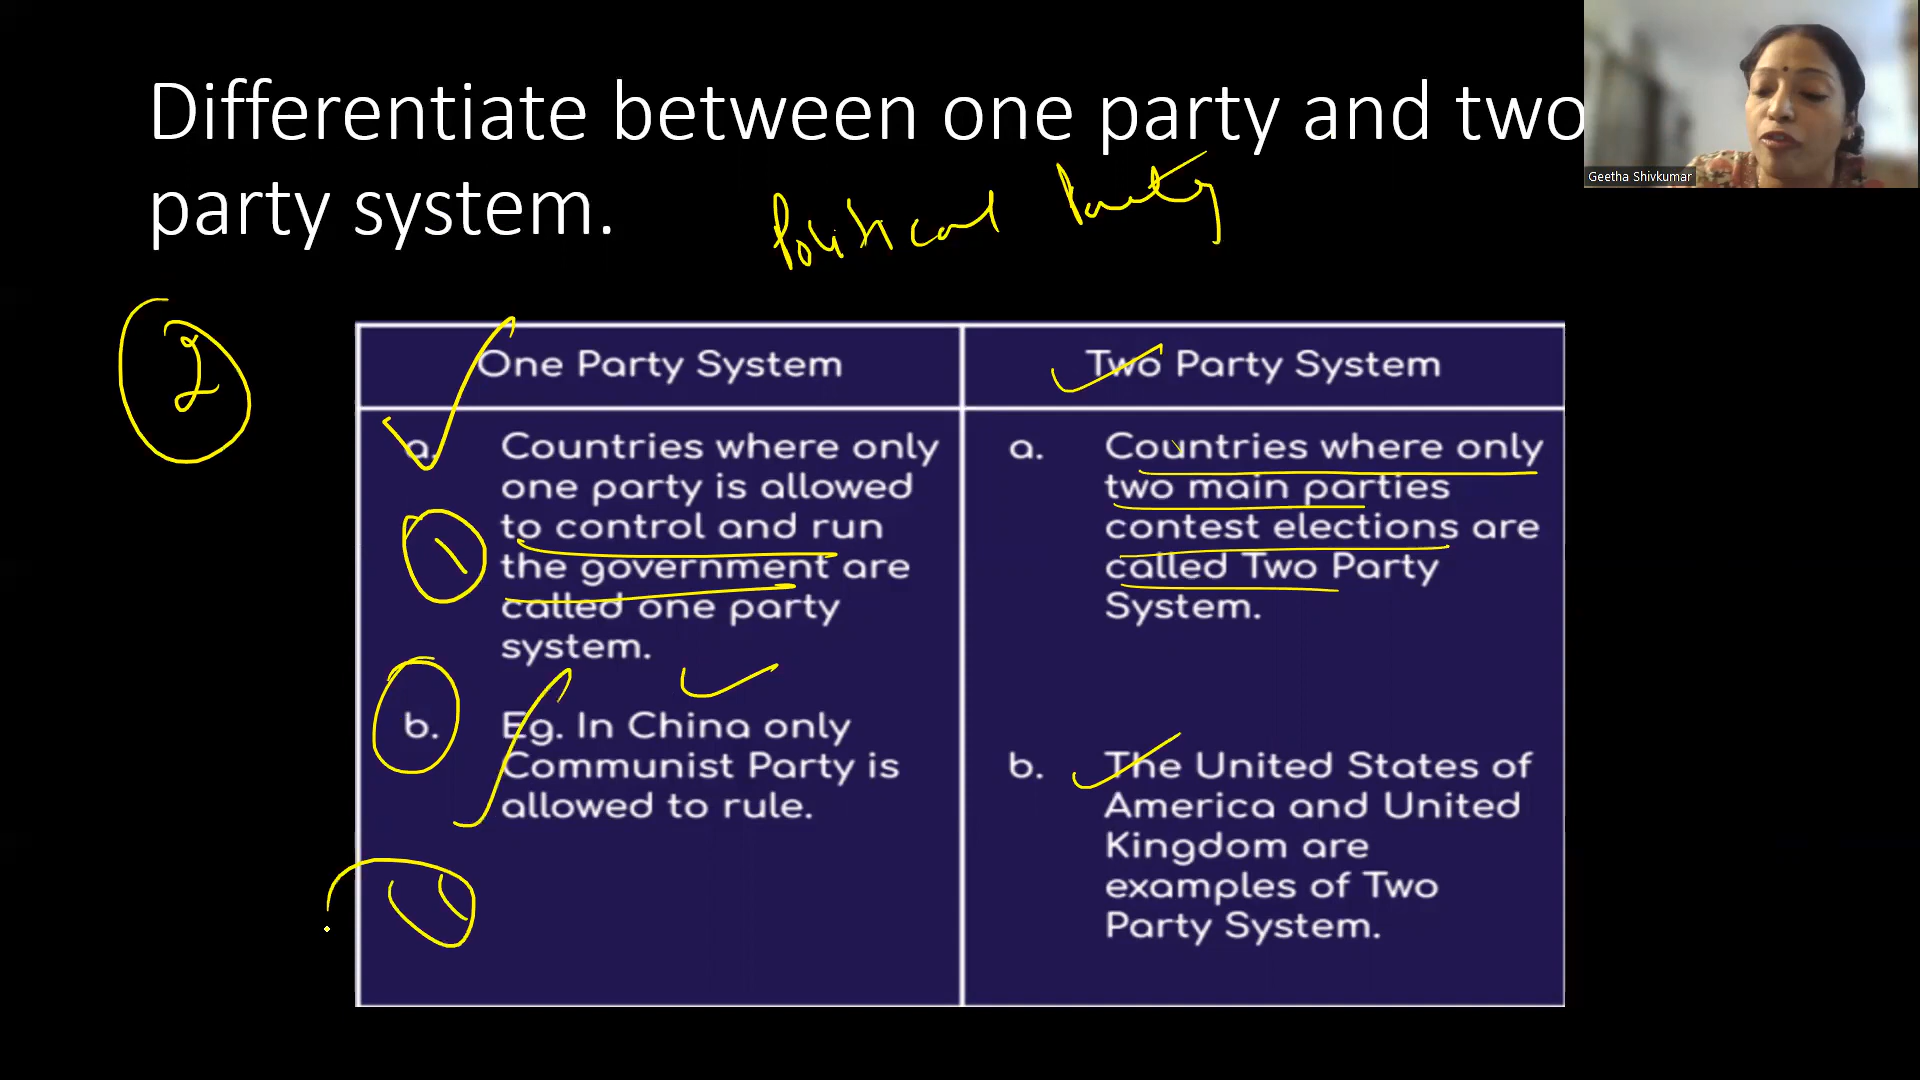 Differentiate between one party and two
party system.
Political Party
Geetha Shivkumar
2
One Party System
a. Countries where only
one party is allowed
to control and run
the government are
called one party
system.
b. Eg. In China only
Communist Party is
allowed to rule.
Two Party System
a. Countries where only
two main parties
contest elections are
called Two Party
System.
b. The United States of
America and United
Kingdom are
examples of Two
Party System.